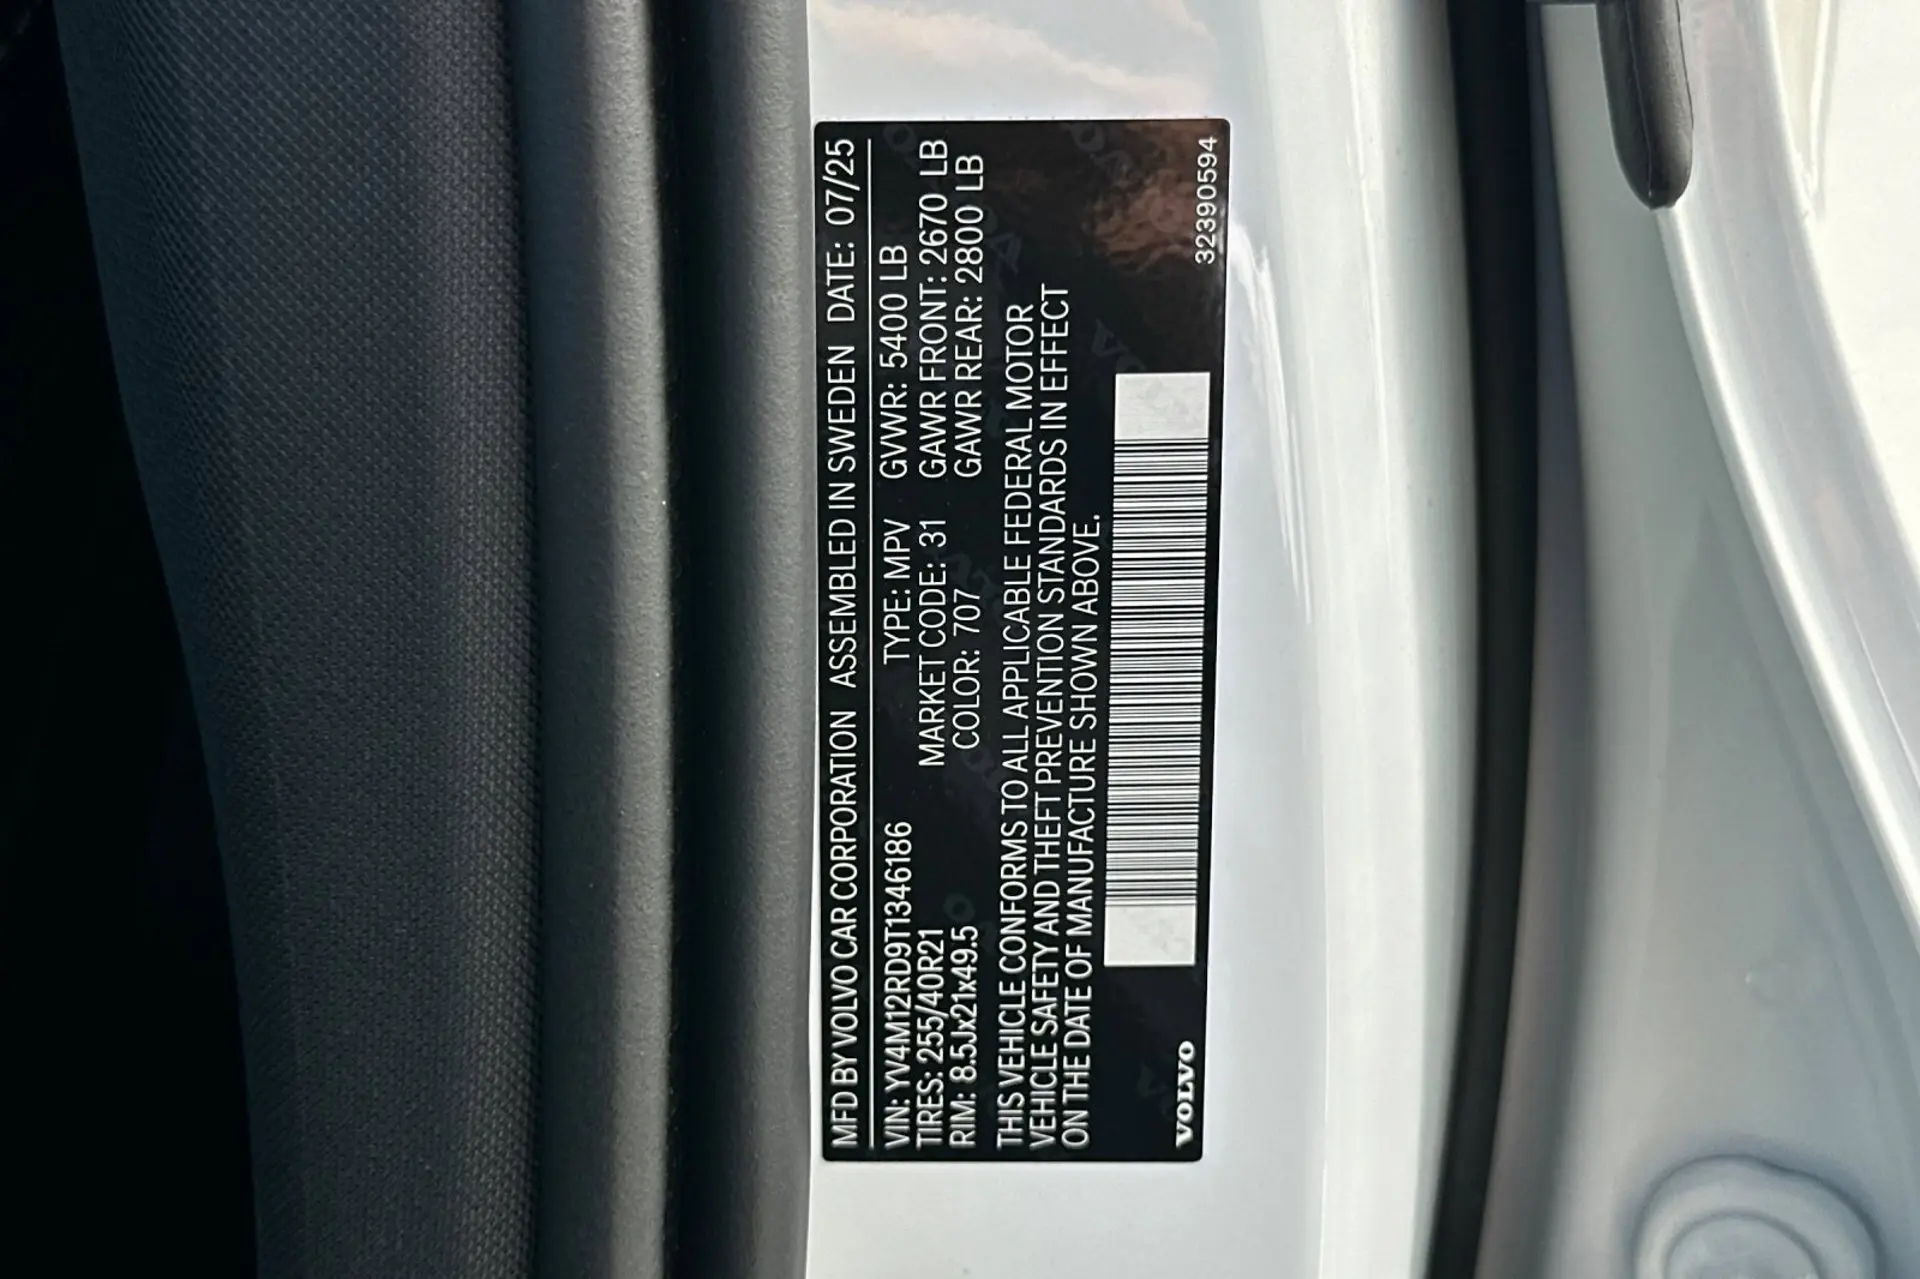 MFD BY VOLVO CAR CORPORATION ASSEMBLED IN SWEDEN DATE: 07/25
VIN: YV4M12RD9T1346186 TYPE: MPV GVWR: 5400 LB
TIRES: 255/40R21 MARKET CODE: 31 GAWR FRONT: 2670 LB
RIM: 8.5Jx21x49.5 COLOR: 707 GAWR REAR: 2800 LB
THIS VEHICLE CONFORMS TO ALL APPLICABLE FEDERAL MOTOR
VEHICLE SAFETY AND THEFT PREVENTION STANDARDS IN EFFECT
ON THE DATE OF MANUFACTURE SHOWN ABOVE.
VOLVO 32390594